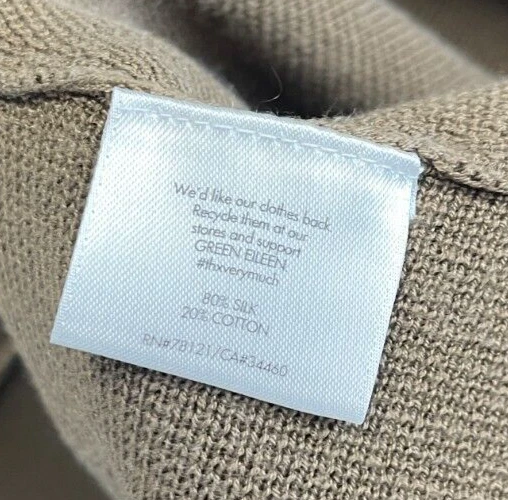 We'd like our clothes back
Recycle them at our
stores and support
GREEN EILEEN
#thxverymuch
80% SILK
20% COTTON
RN#78121/CA#34460